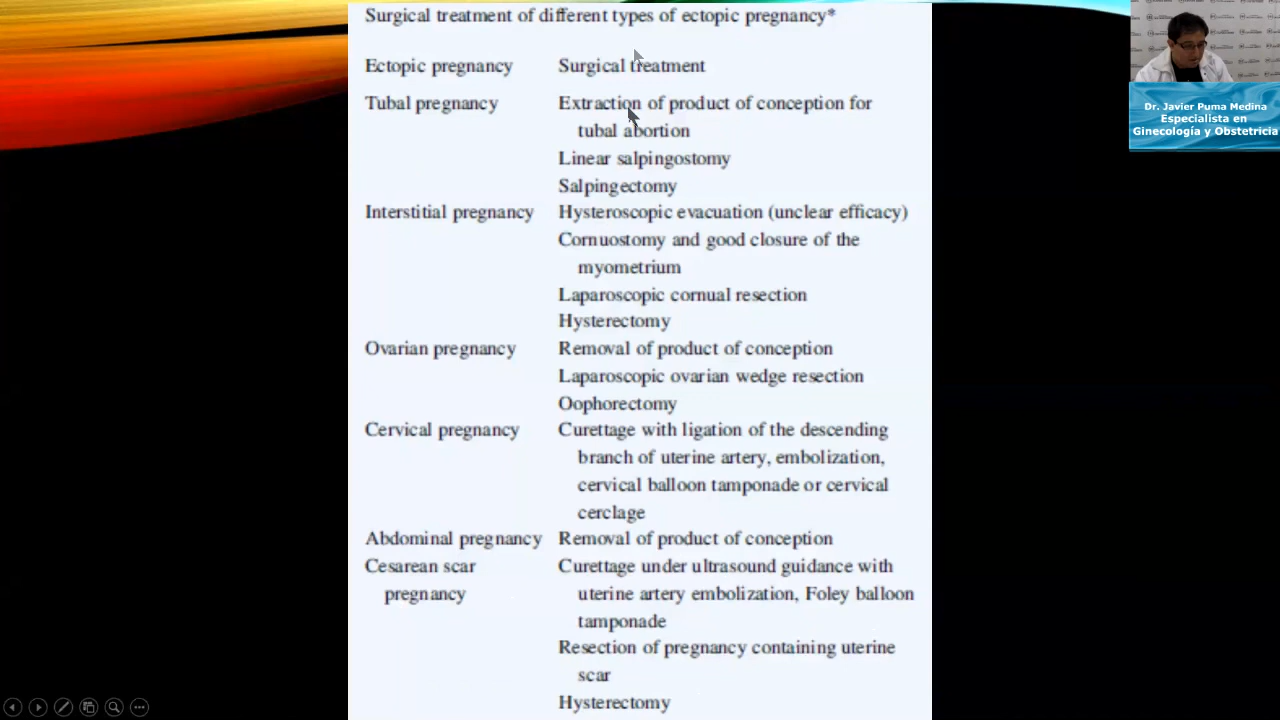 Surgical treatment of different types of ectopic pregnancy*
Ectopic pregnancy Surgical treatment
Tubal pregnancy Extraction of product of conception for
tubal abortion
Linear salpingostomy
Salpingectomy
Interstitial pregnancy Hysteroscopic evacuation (unclear efficacy)
Cornuostomy and good closure of the
myometrium
Laparoscopic cornual resection
Hysterectomy
Ovarian pregnancy Removal of product of conception
Laparoscopic ovarian wedge resection
Oophorectomy
Cervical pregnancy Curettage with ligation of the descending
branch of uterine artery, embolization,
cervical balloon tamponade or cervical
cerclage
Abdominal pregnancy Removal of product of conception
Cesarean scar Curettage under ultrasound guidance with
pregnancy uterine artery embolization, Foley balloon
tamponade
Resection of pregnancy containing uterine
scar
Hysterectomy
Dr. Javier Puma Medina
Especialista en
Ginecología y Obstetricia